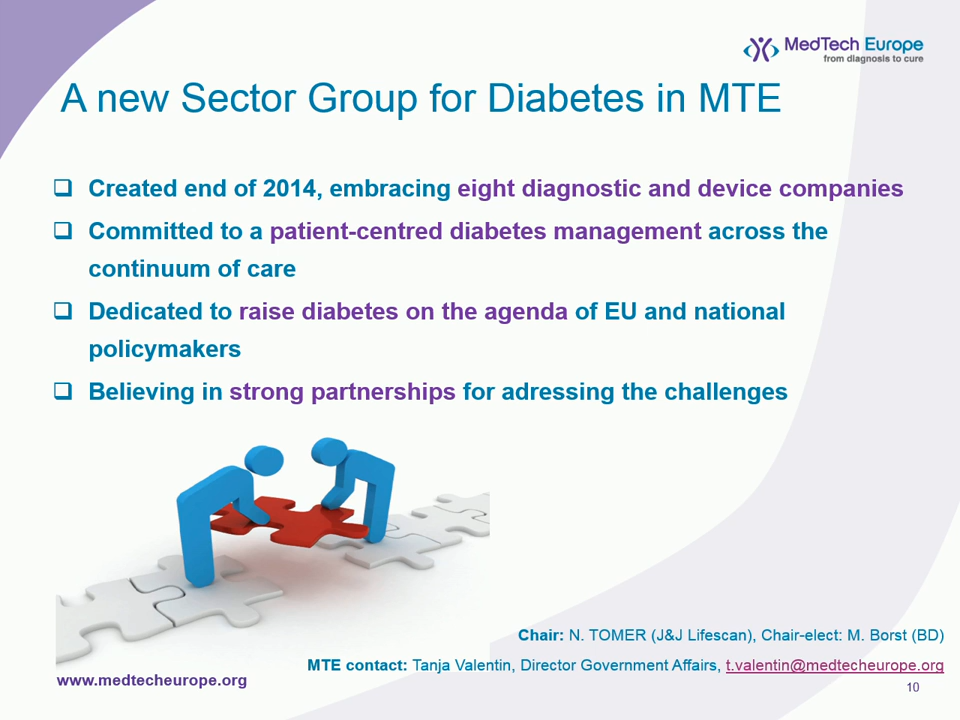 MedTech Europe
from diagnosis to cure
A new Sector Group for Diabetes in MTE
Created end of 2014, embracing eight diagnostic and device companies
Committed to a patient-centred diabetes management across the
continuum of care
Dedicated to raise diabetes on the agenda of EU and national
policymakers
Believing in strong partnerships for adressing the challenges
Chair: N. TOMER (J&J Lifescan), Chair-elect: M. Borst (BD)
MTE contact: Tanja Valentin, Director Government Affairs, t.valentin@medtecheurope.org
www.medtecheurope.org
10